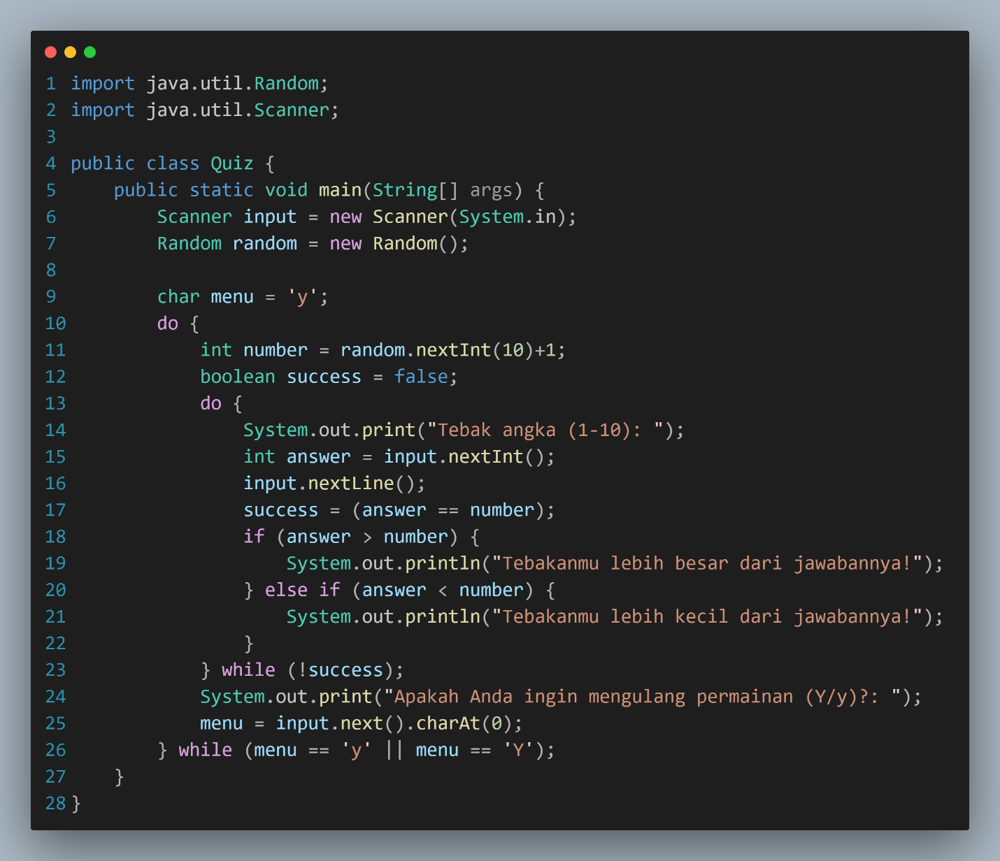 1 import java.util.Random;
2 import java.util.Scanner;
3
4 public class Quiz {
5     public static void main(String[] args) {
6         Scanner input = new Scanner(System.in);
7         Random random = new Random();
8
9         char menu = 'y';
10         do {
11             int number = random.nextInt(10)+1;
12             boolean success = false;
13             do {
14                 System.out.print("Tebak angka (1-10): ");
15                 int answer = input.nextInt();
16                 input.nextLine();
17                 success = (answer == number);
18                 if (answer > number) {
19                     System.out.println("Tebakanmu lebih besar dari jawabannya!");
20                 } else if (answer < number) {
21                     System.out.println("Tebakanmu lebih kecil dari jawabannya!");
22                 }
23             } while (!success);
24             System.out.print("Apakah Anda ingin mengulang permainan (Y/y)?: ");
25             menu = input.next().charAt(0);
26         } while (menu == 'y' || menu == 'Y');
27     }
28 }